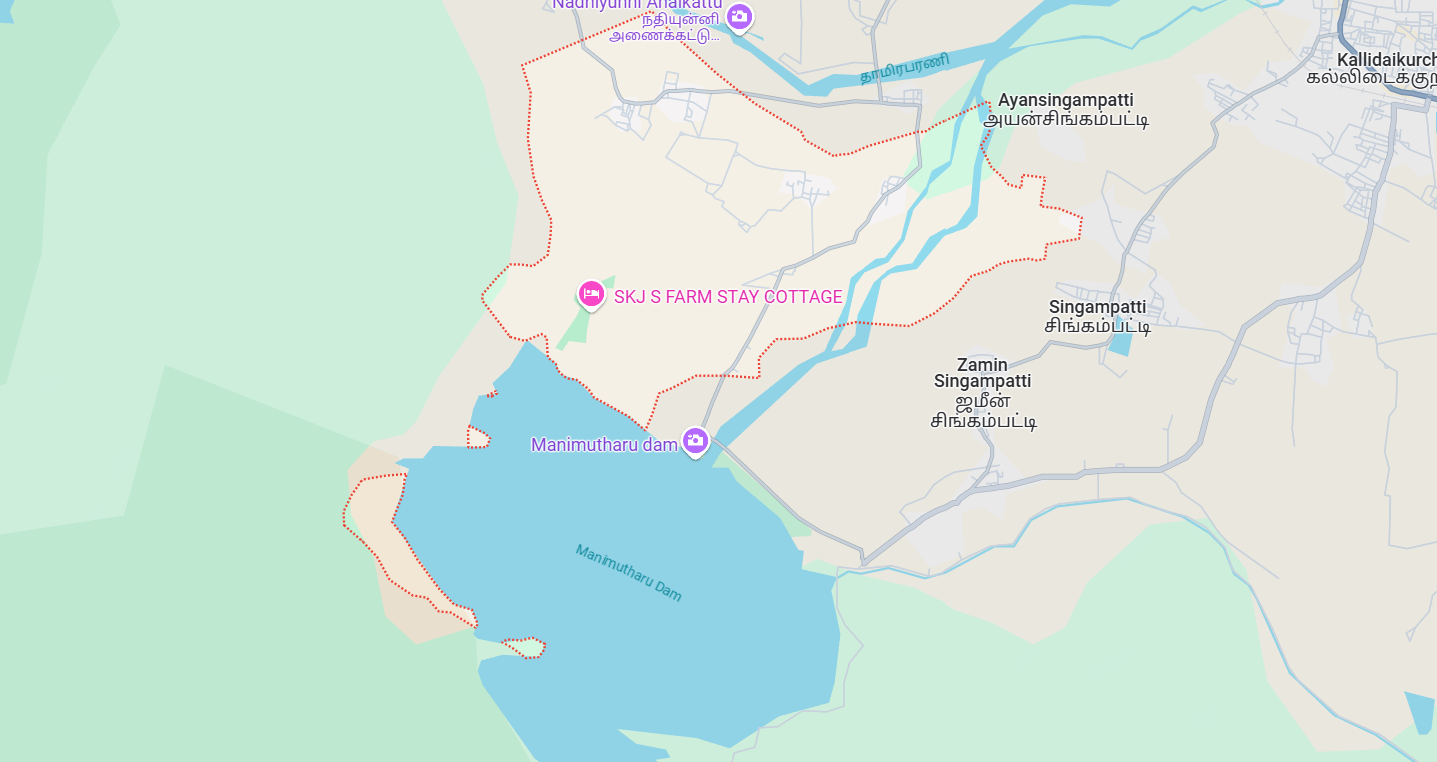 Nadhiyunni Anaikattu
நதியுன்னி
அணைக்கட்டு...
தாமிரபரணி
Kallidaikurch
கல்லிடைக்குற
Ayansingampatti
அயன்சிங்கம்பட்டி
SKJ S FARM STAY COTTAGE
Singampatti
சிங்கம்பட்டி
Zamin
Singampatti
ஜமீன்
சிங்கம்பட்டி
Manimutharu dam
Manimutharu Dam